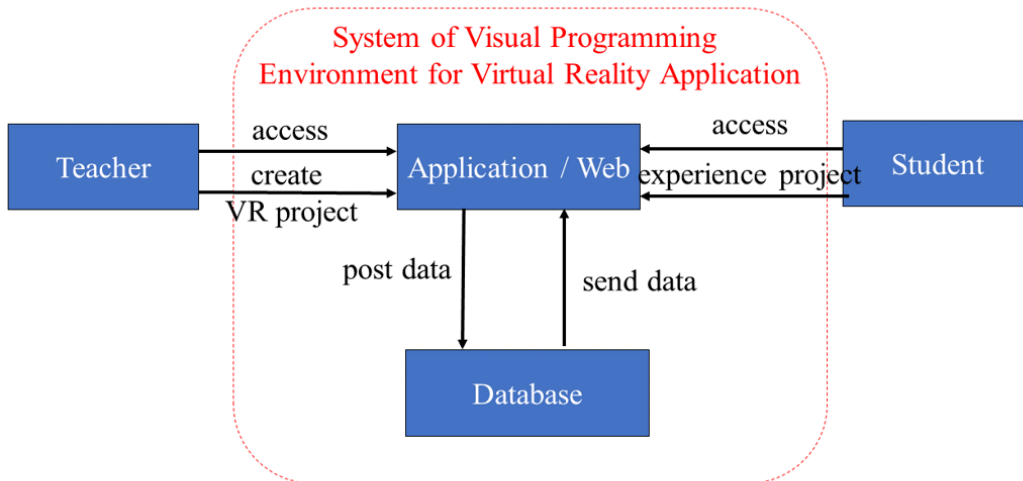 System of Visual Programming
Environment for Virtual Reality Application
Teacher
access
create
VR project
Application / Web
access
experience project
Student
post data
send data
Database